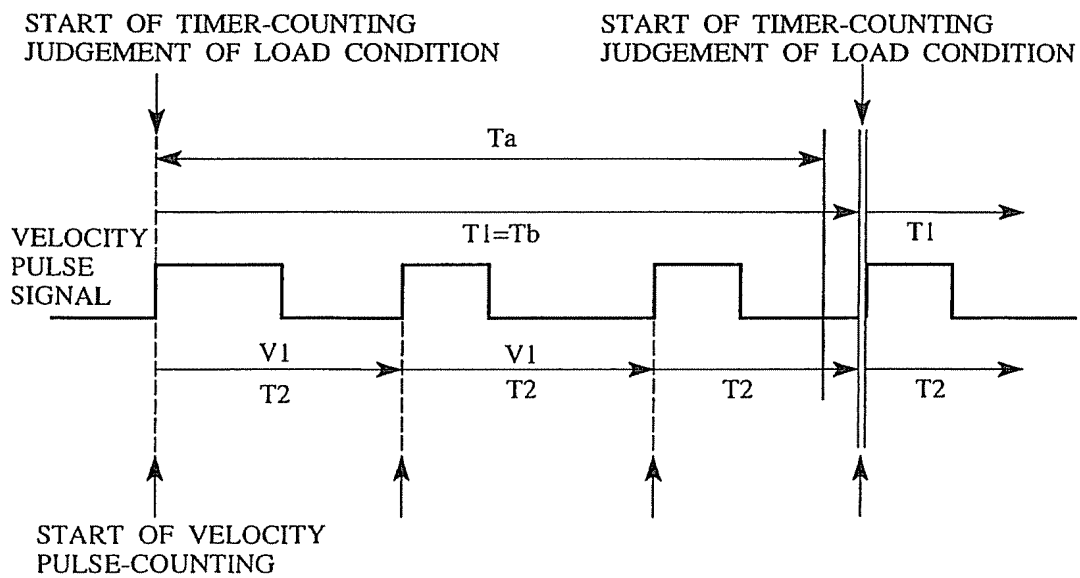 START OF TIMER-COUNTING
JUDGEMENT OF LOAD CONDITION
START OF TIMER-COUNTING
JUDGEMENT OF LOAD CONDITION
Ta
T1=Tb
T1
VELOCITY
PULSE
SIGNAL
V1
T2
V1
T2
T2
T2
START OF VELOCITY
PULSE-COUNTING